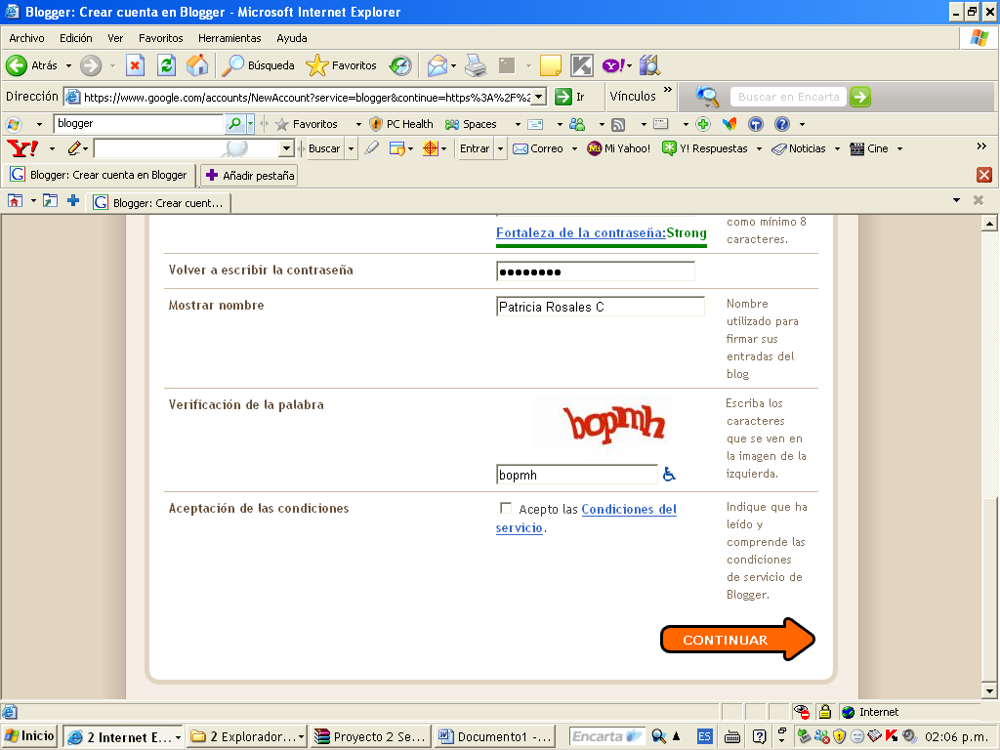 Blogger: Crear cuenta en Blogger - Microsoft Internet Explorer
Archivo Edición Ver Favoritos Herramientas Ayuda
Atrás Búsqueda Favoritos
Dirección https://www.google.com/accounts/NewAccount?service=blogger&continue=https%3A%2F%2 Ir Vínculos » Buscar en Encarta
blogger Favoritos PC Health Spaces
Y! Buscar Entrar Correo Mi Yahoo! Y! Respuestas Noticias Cine »
Blogger: Crear cuenta en Blogger Añadir pestaña
Blogger: Crear cuent...
como mínimo 8
caracteres.
Fortaleza de la contraseña:Strong
Volver a escribir la contraseña ••••••••
Mostrar nombre Patricia Rosales C
Nombre
utilizado para
firmar sus
entradas del
blog
Verificación de la palabra
bopmh
bopmh
Escriba los
caracteres
que se ven en
la imagen de la
izquierda.
Aceptación de las condiciones
Acepto las Condiciones del
servicio.
Indique que ha
leído y
comprende las
condiciones
de servicio de
Blogger.
CONTINUAR
Internet
Inicio 2 Internet E... 2 Explorador... Proyecto 2 Se... Documento1 -... Encarta ES 02:06 p.m.